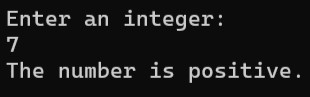 Enter an integer:
7
The number is positive.